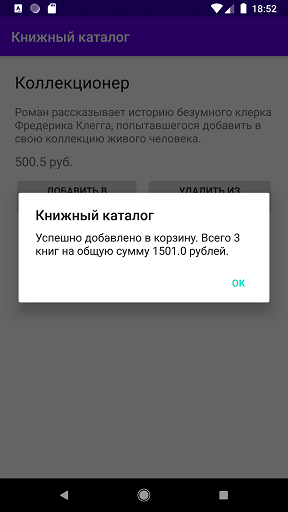 18:52
Книжный каталог
Коллекционер
Роман рассказывает историю безумного клерка
Фредерика Клегга, попытавшегося добавить в
свою коллекцию живого человека.
500.5 руб.
ДОБАВИТЬ В
УДАЛИТЬ ИЗ
Книжный каталог
Успешно добавлено в корзину. Всего 3
книг на общую сумму 1501.0 рублей.
ОК